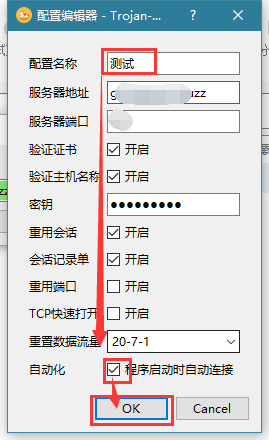 配置编辑器 - Trojan-...
配置名称 测试
服务器地址 uzz
服务器端口
验证证书 开启
验证主机名称 开启
密钥 ●●●●●●●●●
重用会话 开启
会话记录单 开启
重用端口 开启
TCP快速打开 开启
重置数据流量 20-7-1
自动化 程序启动时自动连接
OK Cancel